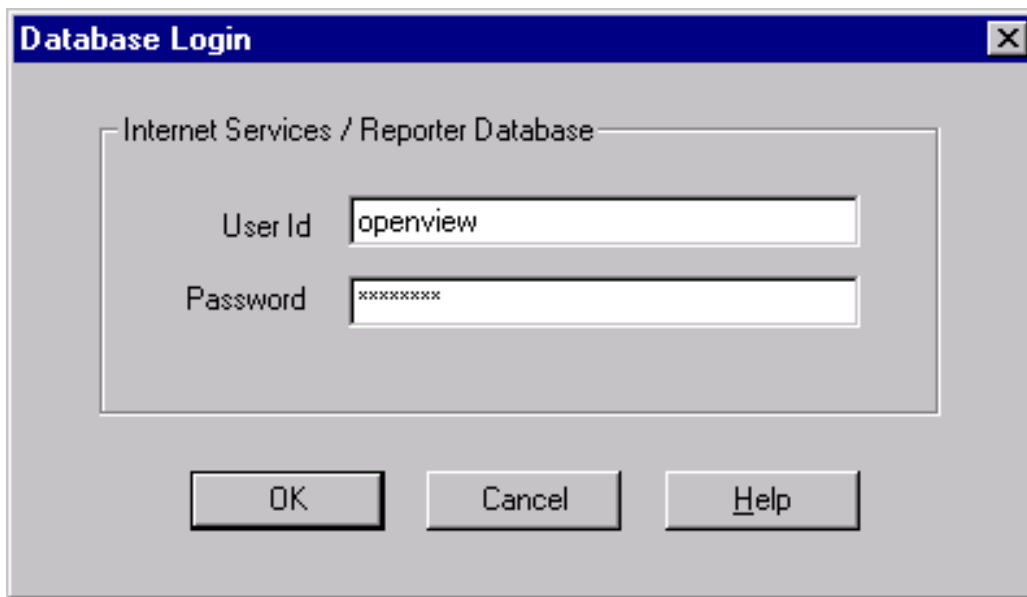 Database Login
Internet Services / Reporter Database
User Id openview
Password ********
OK Cancel Help